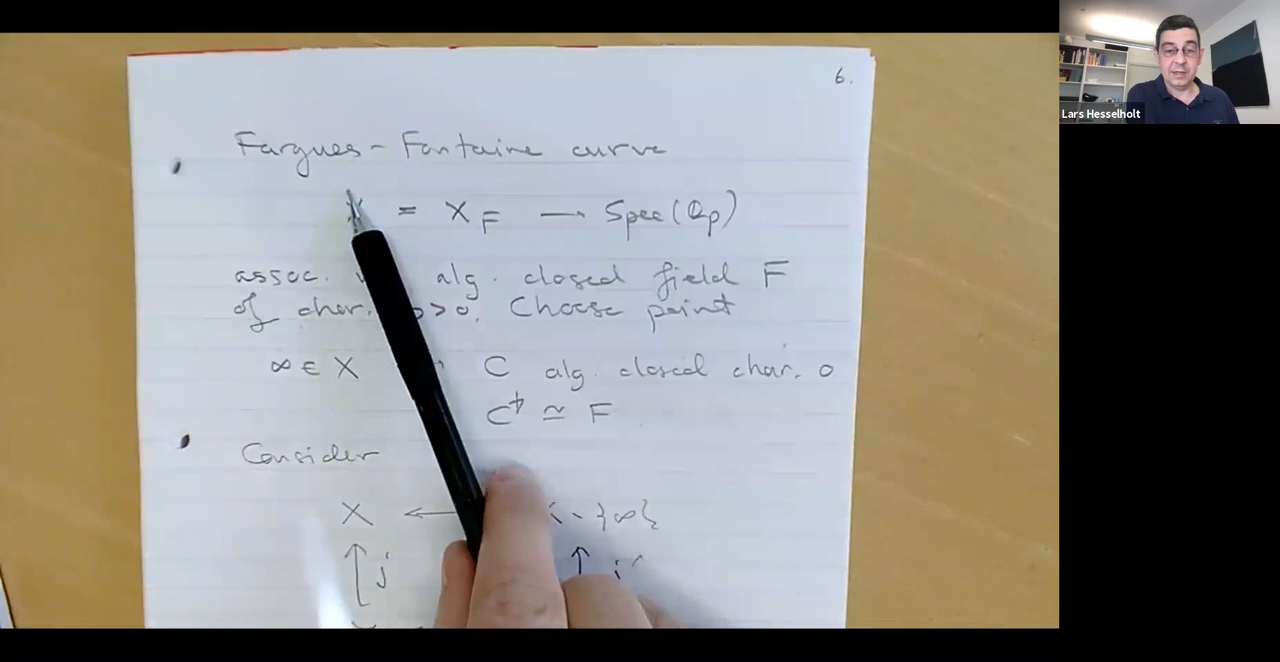 6.
Lars Hesselholt
Fargues - Fontaine curve
= X_F → Spec(Qp)
assoc. alg. closed field F
of char. p>0. Choose point
∞ ∈ X C alg. closed char. 0
C♭ ≅ F
Consider
X ← X - {∞}
↑ j ↑ j'